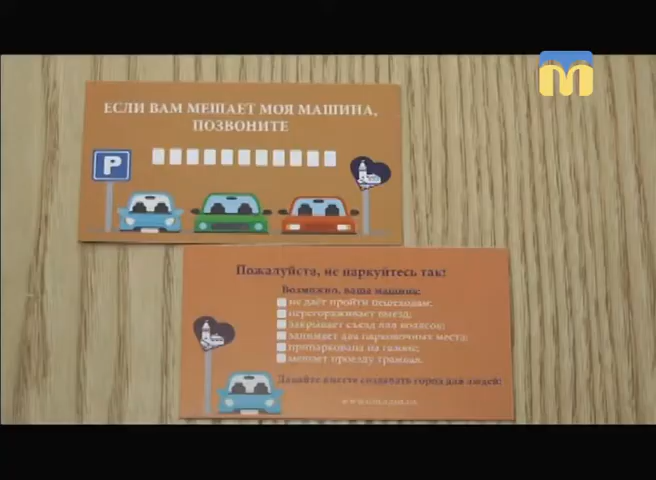 ЕСЛИ ВАМ МЕШАЕТ МОЯ МАШИНА,
ПОЗВОНИТЕ
P
Пожалуйста, не паркуйтесь так!
Возможно, ваша машина:
не даёт пройти пешеходам;
перегораживает выезд;
закрывает съезд для колясок;
занимает два парковочных места;
припаркована на газоне;
мешает проезду трамвая.
Давайте вместе создавать город для людей!